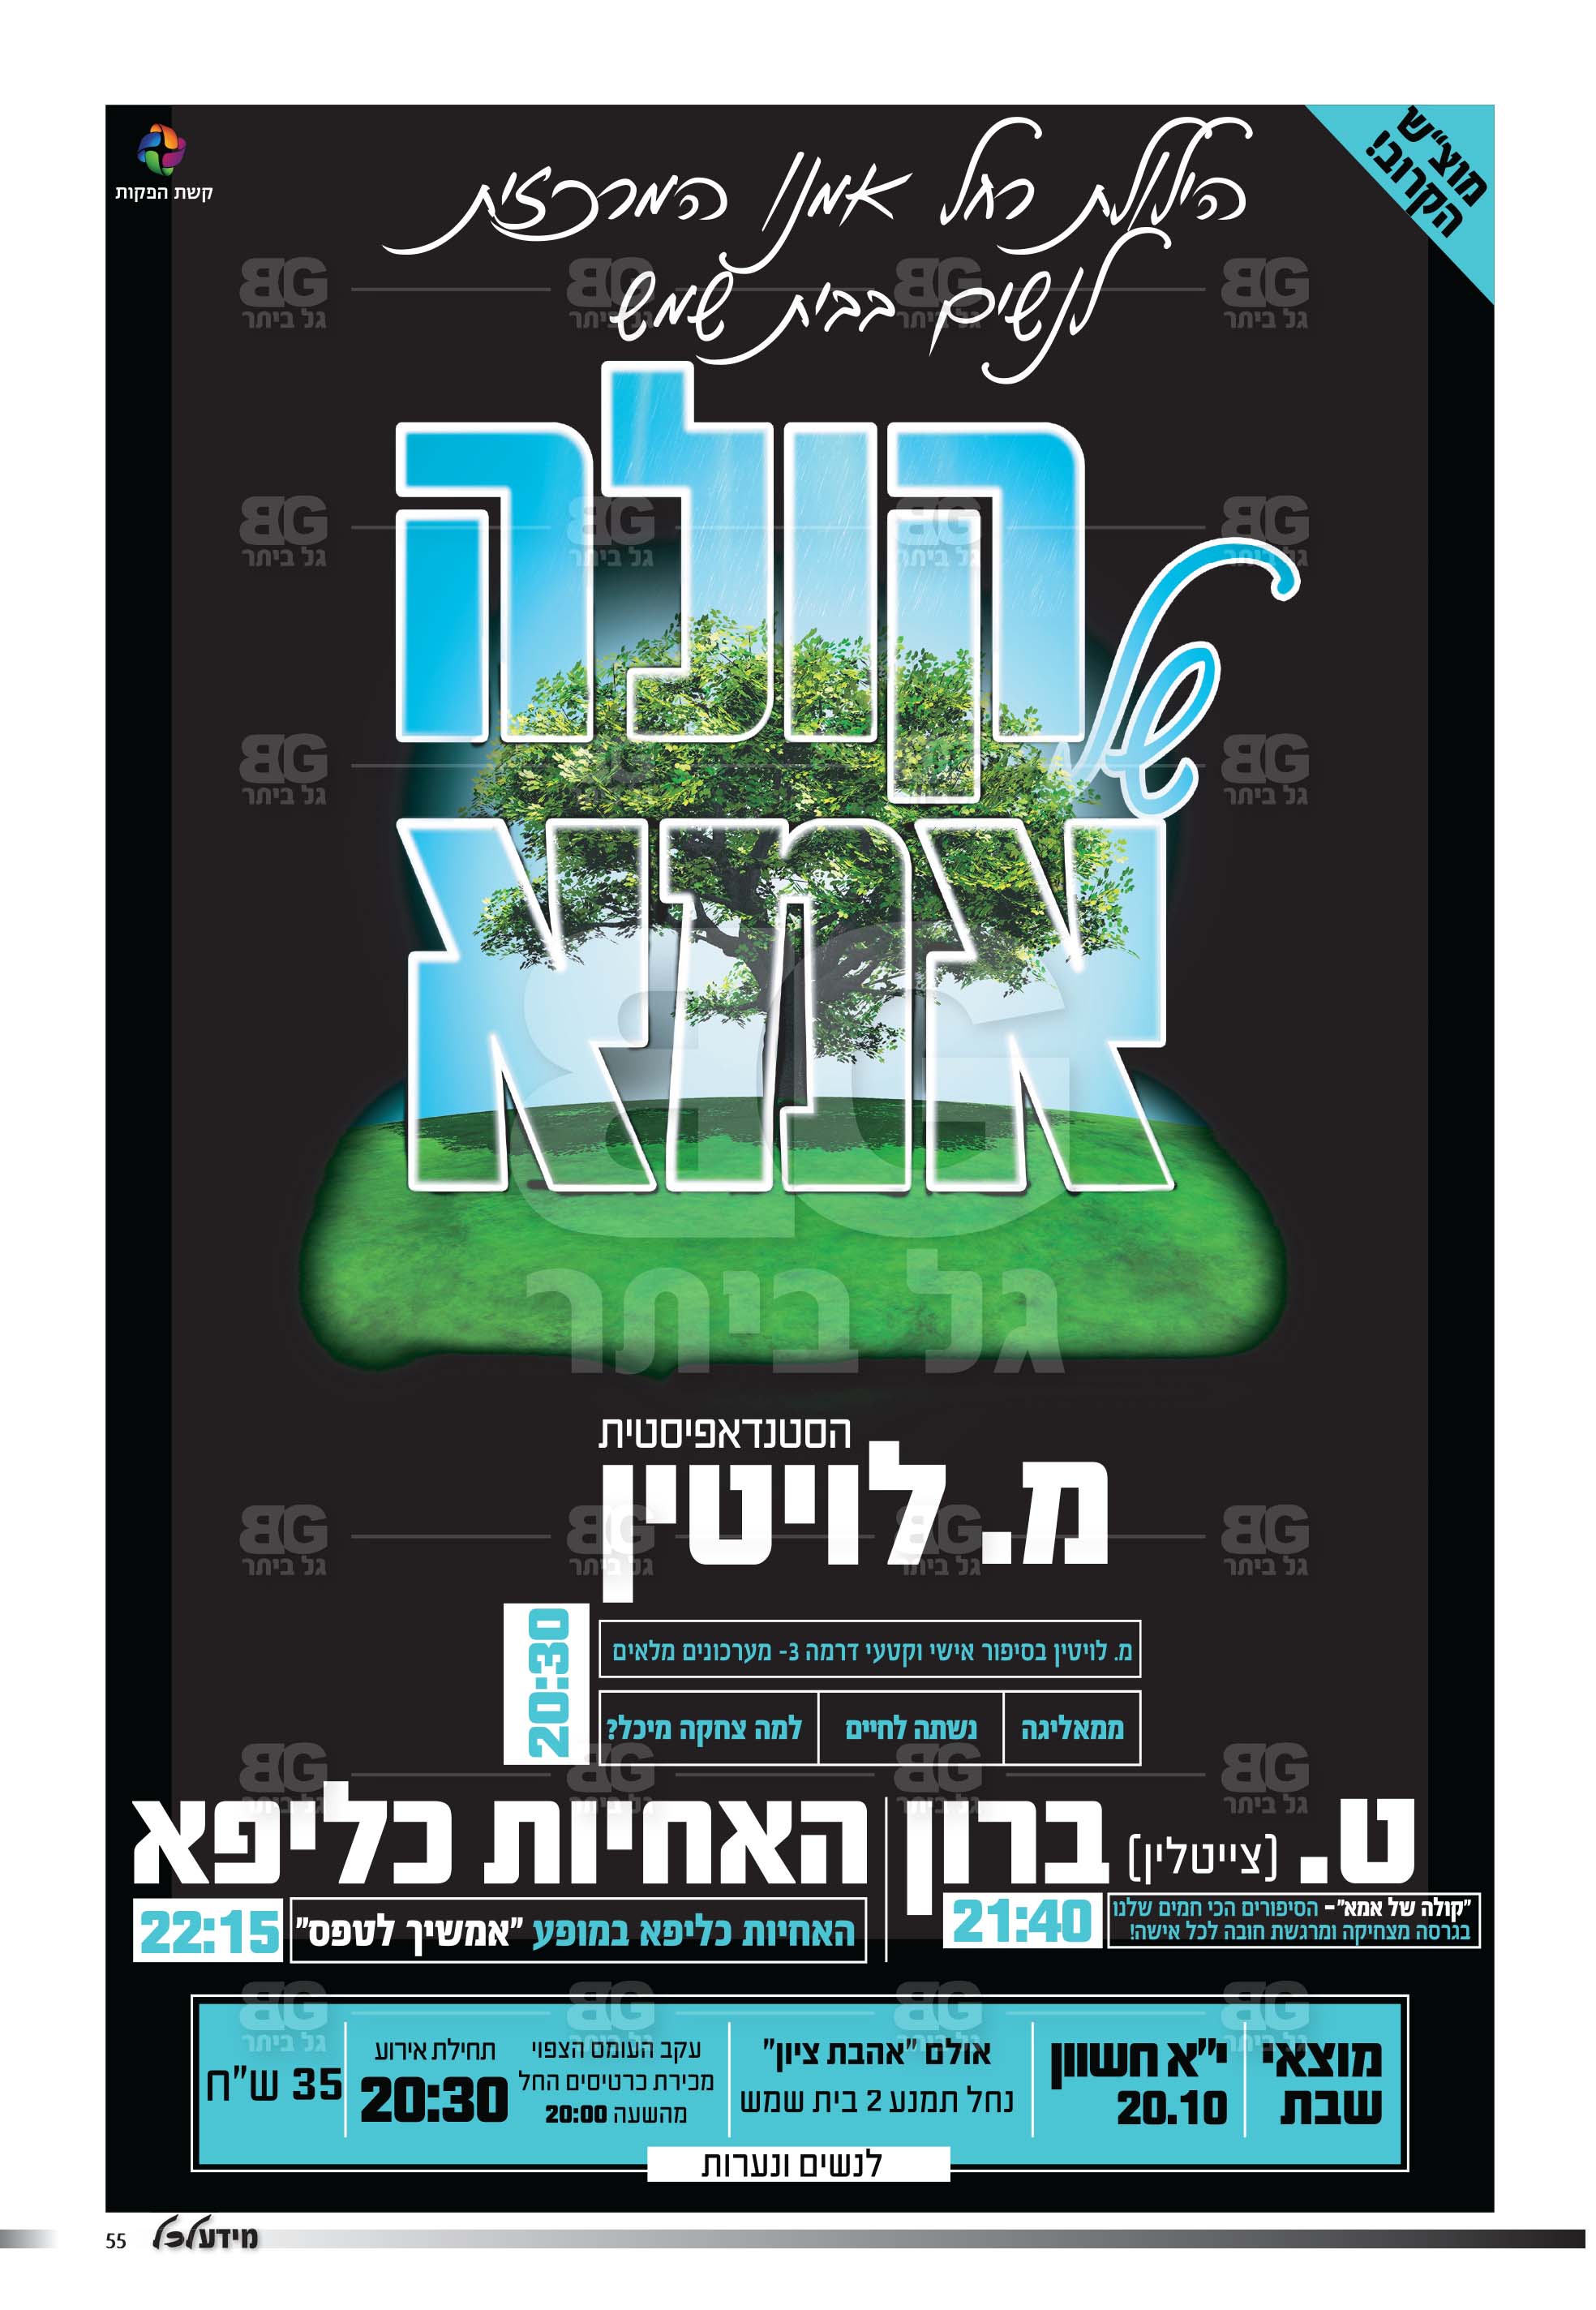 מוצ"ש
הקרוב!
קשת הפקות
הילולת רחל אמנו המרכזית
לנשים בבית שמש
קולה
של
אמא
הסטנדאפיסטית
מ. לויטין
20:30
מ. לויטין בסיפור אישי וקטעי דרמה 3- מערכונים מלאים
ממאליגה | נשתה לחיים | למה צחקה מיכל?
ט. (צייטלין) ברון
"קולה של אמא"- הסיפורים הכי חמים שלנו
בגרסה מצחיקה ומרגשת חובה לכל אישה!
21:40
האחיות כליפא
האחיות כליפא במופע "אמשיך לטפס"
22:15
מוצאי
שבת
י"א חשוון
20.10
אולם "אהבת ציון"
נחל תמנע 2 בית שמש
עקב העומס הצפוי
מכירת כרטיסים החל
מהשעה 20:00
תחילת אירוע
20:30
35 ש"ח
לנשים ונערות
BG
גל ביתר
מידע לכל
55